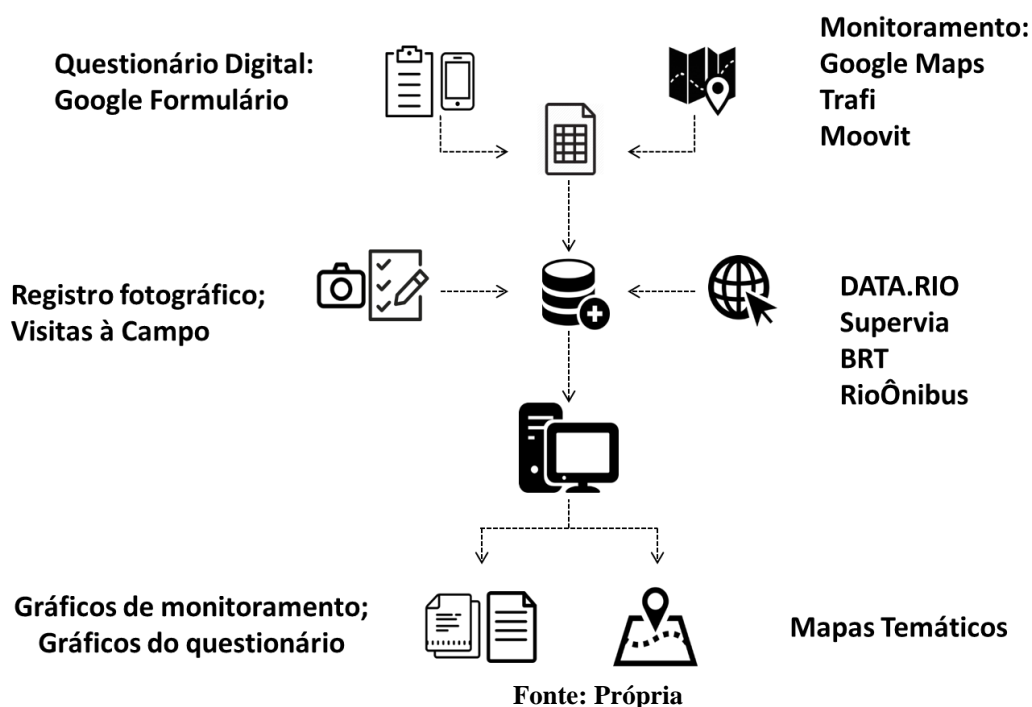 Questionário Digital:
Google Formulário
Monitoramento:
Google Maps
Trafi
Moovit
Registro fotográfico;
Visitas à Campo
DATA.RIO
Supervia
BRT
RioÔnibus
Gráficos de monitoramento;
Gráficos do questionário
Mapas Temáticos
Fonte: Própria